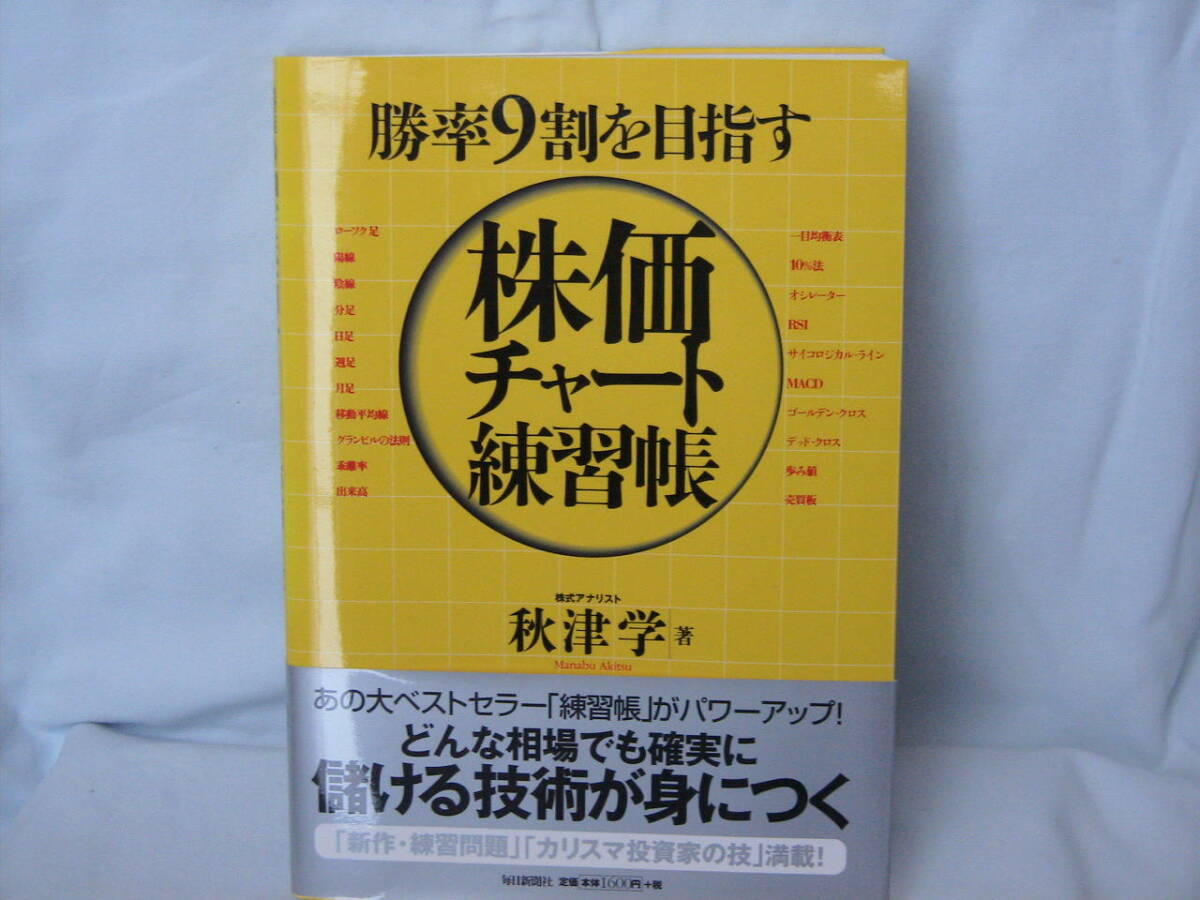 勝率9割を目指す
株価
チャート
練習帳
ローソク足
陽線
陰線
分足
日足
週足
月足
移動平均線
グランビルの法則
乖離率
出来高
一目均衡表
10%法
オシレーター
RSI
サイコロジカル・ライン
MACD
ゴールデン・クロス
デッド・クロス
歩み値
売買板
株式アナリスト
秋津学 著
Manabu Akitsu
あの大ベストセラー「練習帳」がパワーアップ!
どんな相場でも確実に
儲ける技術が身につく
「新作・練習問題」「カリスマ投資家の技」満載!
毎日新聞社 定価 本体1600円 +税